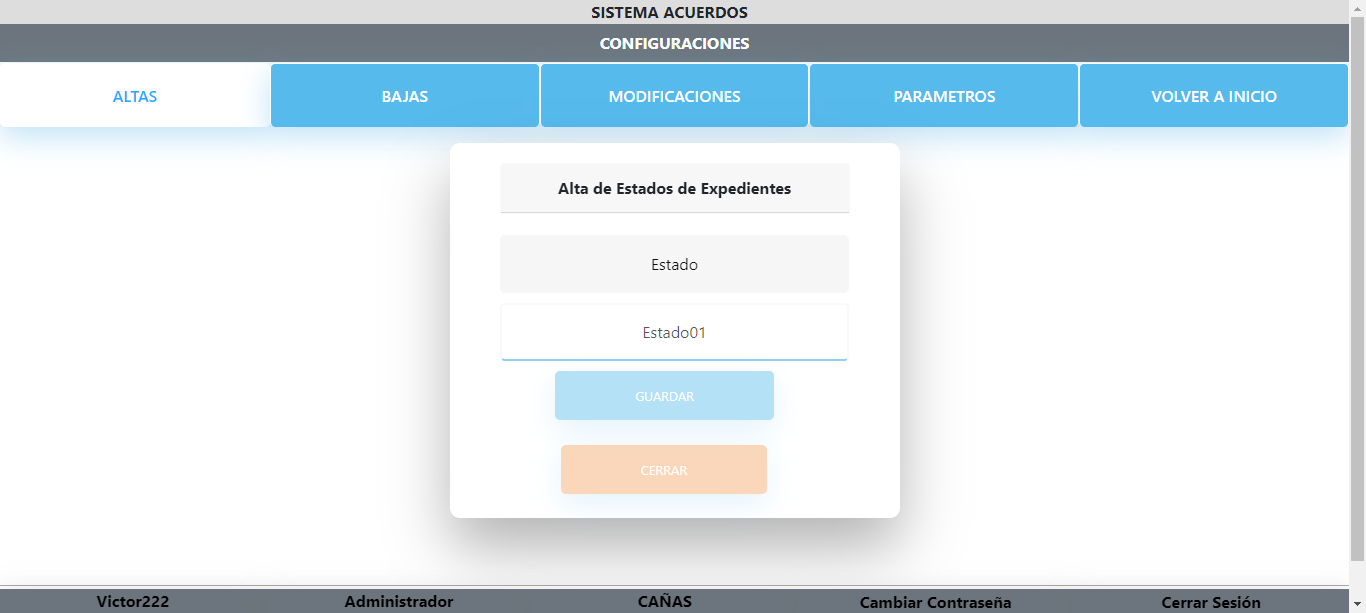 SISTEMA ACUERDOS
CONFIGURACIONES
ALTAS BAJAS MODIFICACIONES PARAMETROS VOLVER A INICIO
Alta de Estados de Expedientes
Estado
Estado01
GUARDAR
CERRAR
Victor222 Administrador CAÑAS Cambiar Contraseña Cerrar Sesión